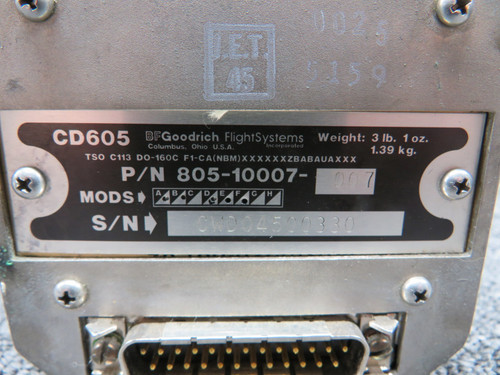 J.E.T.
45
CD605 BFGoodrich FlightSystems
Columbus, Ohio U.S.A. Incorporated
Weight: 3 lb. 1 oz.
1.39 kg.
TSO C113 DO-160C F1-CA(NBM)XXXXXXZBABAUAXXX
P/N 805-10007-
MODS A B C D E F G H
S/N